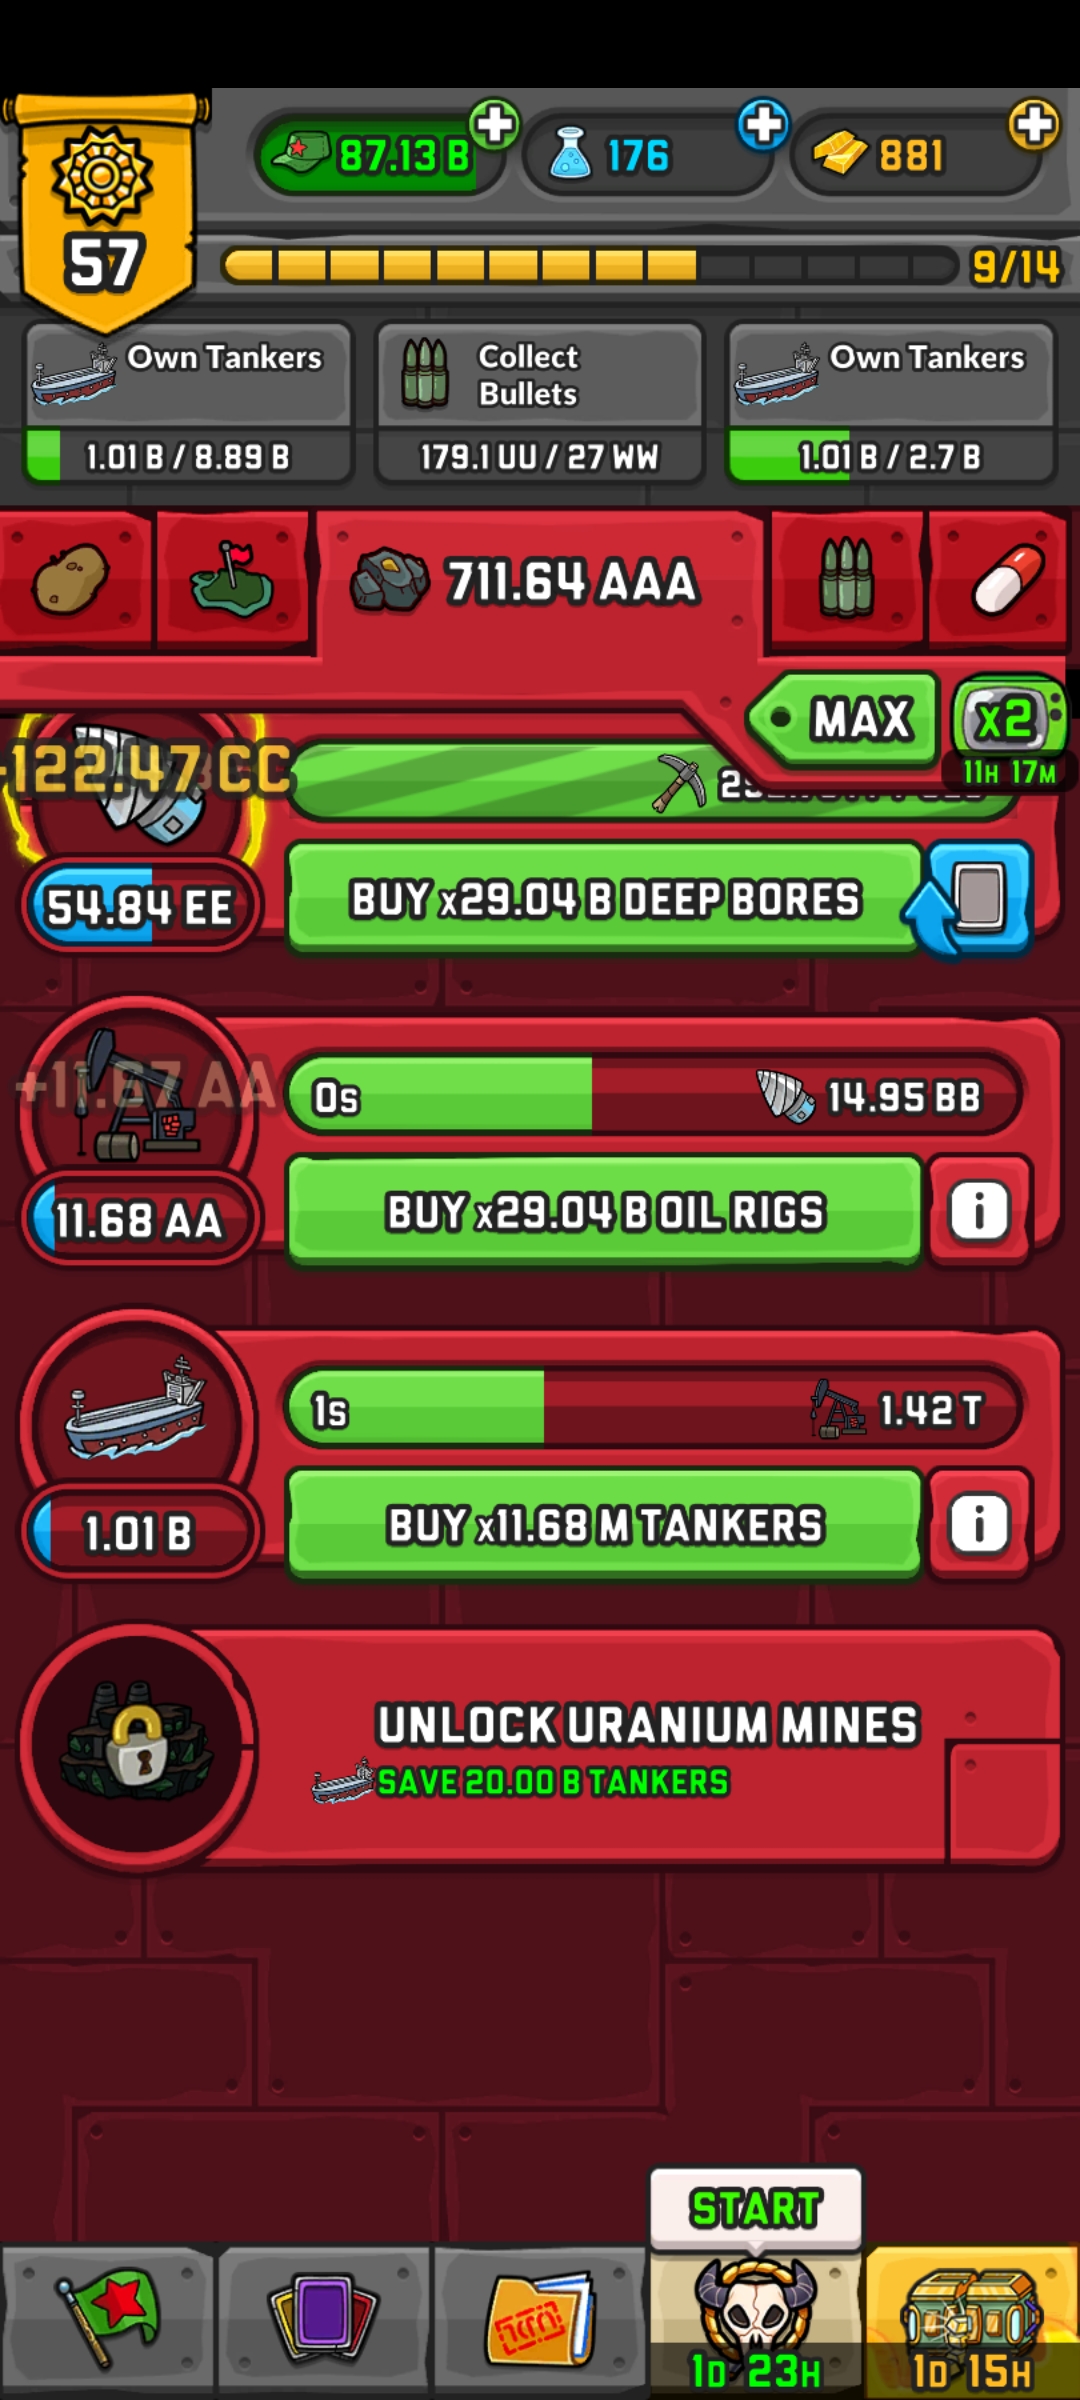 57
87.13 B
176
881
9/14
Own Tankers
1.01 B / 8.89 B
Collect
Bullets
179.1 UU / 27 WW
Own Tankers
1.01 B / 2.7 B
711.64 AAA
MAX
x2
11H 17M
122.47 CC
54.84 EE
BUY x29.04 B DEEP BORES
+11.67 AA
0s
14.95 BB
11.68 AA
BUY x29.04 B OIL RIGS
i
1s
1.42 T
1.01 B
BUY x11.68 M TANKERS
i
UNLOCK URANIUM MINES
SAVE 20.00 B TANKERS
START
1D 23H
1D 15H